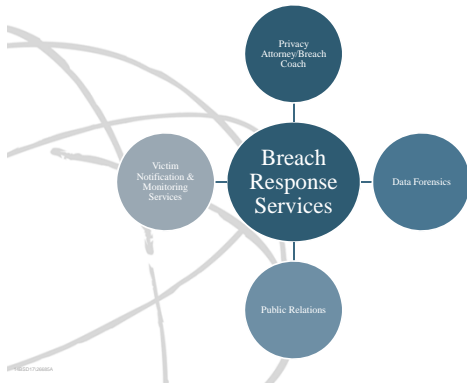 Privacy
Attorney/Breach
Coach
Victim
Notification &
Monitoring
Services
Breach
Response
Services
Data Forensics
Public Relations